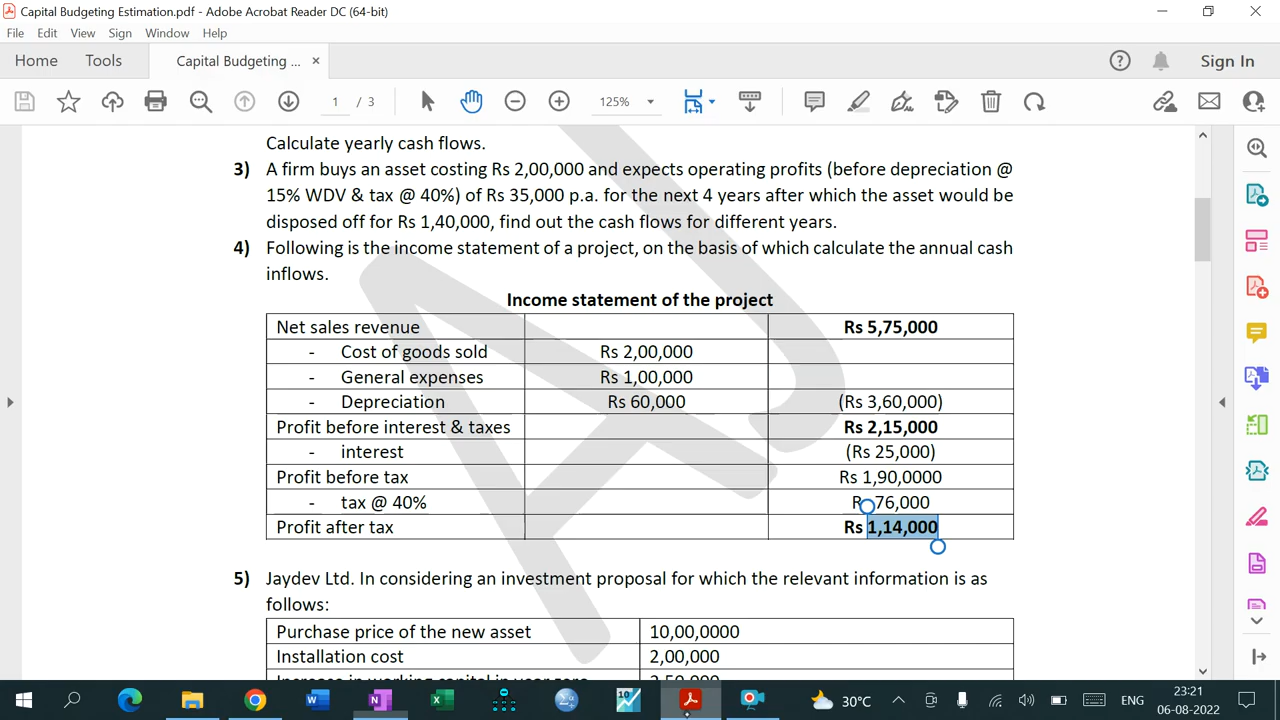 Capital Budgeting Estimation.pdf - Adobe Acrobat Reader DC (64-bit)
File Edit View Sign Window Help
Home Tools Capital Budgeting ... × Sign In
1 / 3 125%
Calculate yearly cash flows.
3) A firm buys an asset costing Rs 2,00,000 and expects operating profits (before depreciation @
15% WDV & tax @ 40%) of Rs 35,000 p.a. for the next 4 years after which the asset would be
disposed off for Rs 1,40,000, find out the cash flows for different years.
4) Following is the income statement of a project, on the basis of which calculate the annual cash
inflows.
Income statement of the project
Net sales revenue Rs 5,75,000
- Cost of goods sold Rs 2,00,000
- General expenses Rs 1,00,000
- Depreciation Rs 60,000 (Rs 3,60,000)
Profit before interest & taxes Rs 2,15,000
- interest (Rs 25,000)
Profit before tax Rs 1,90,0000
- tax @ 40% 76,000
Profit after tax Rs 1,14,000
5) Jaydev Ltd. In considering an investment proposal for which the relevant information is as
follows:
Purchase price of the new asset 10,00,0000
Installation cost 2,00,000
Increase in working capital in year zero 2,50,000
30°C ENG 23:21
06-08-2022